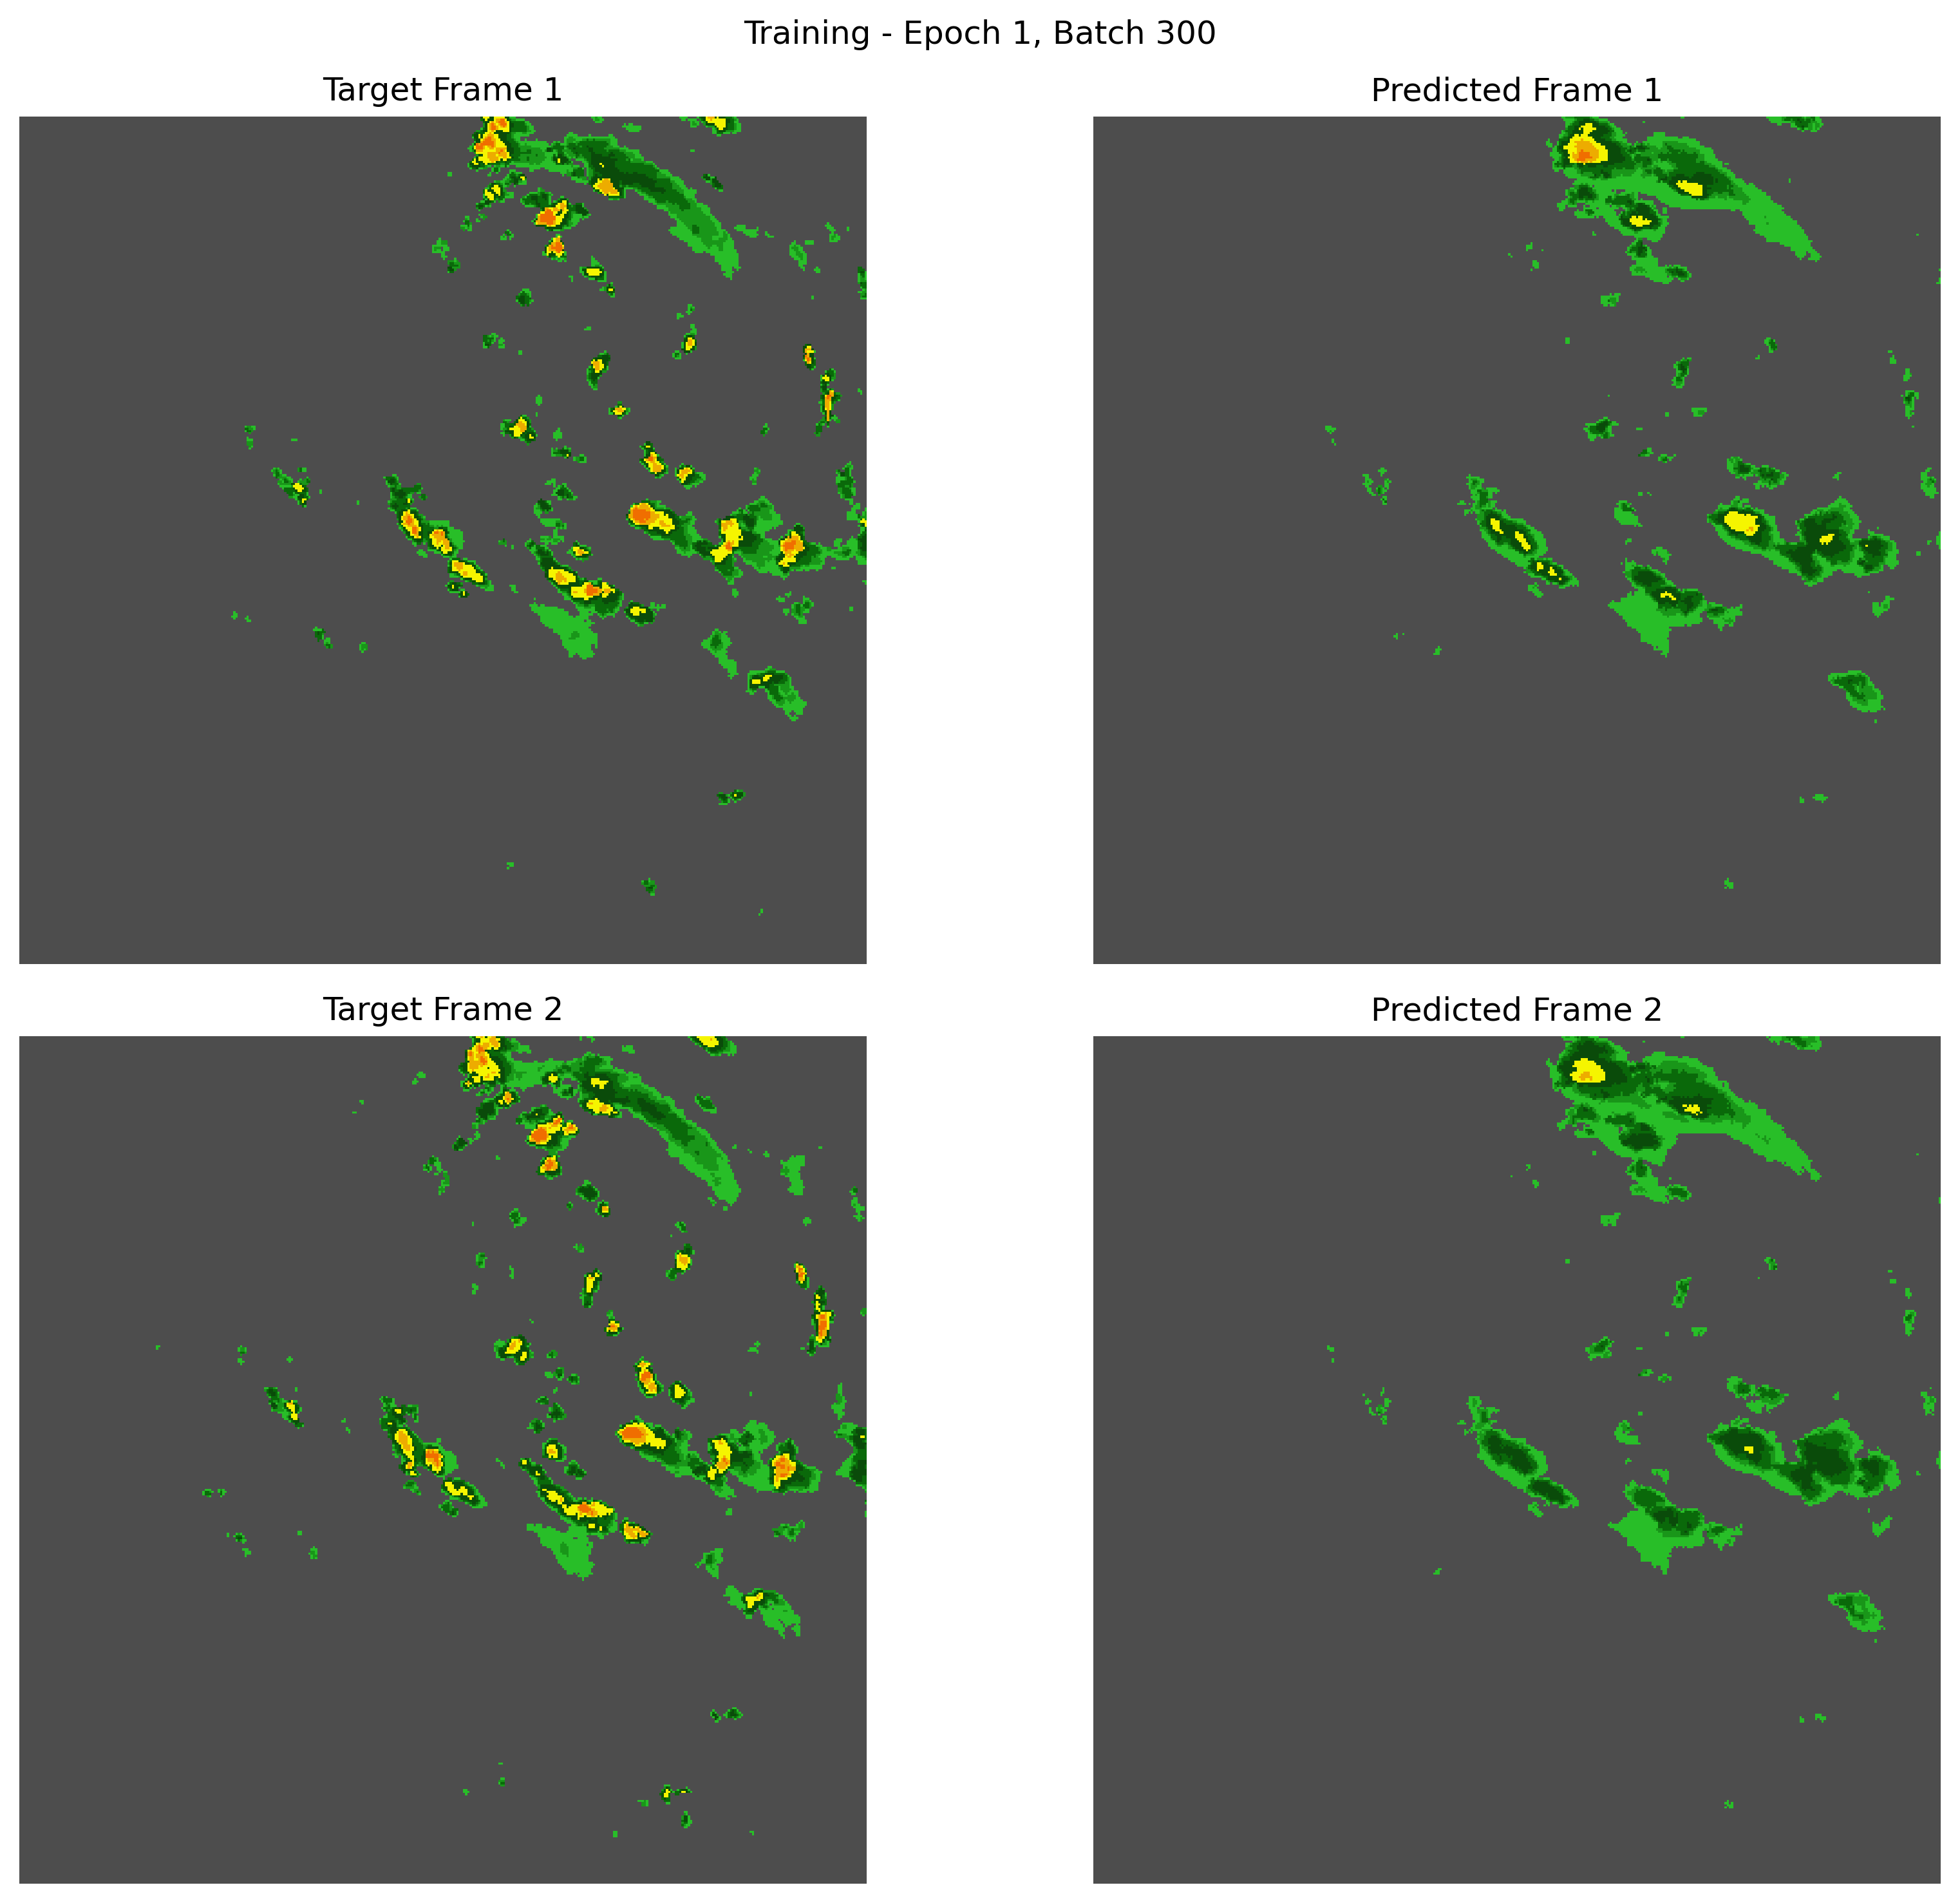 Training - Epoch 1, Batch 300
Target Frame 1
Predicted Frame 1
Target Frame 2
Predicted Frame 2